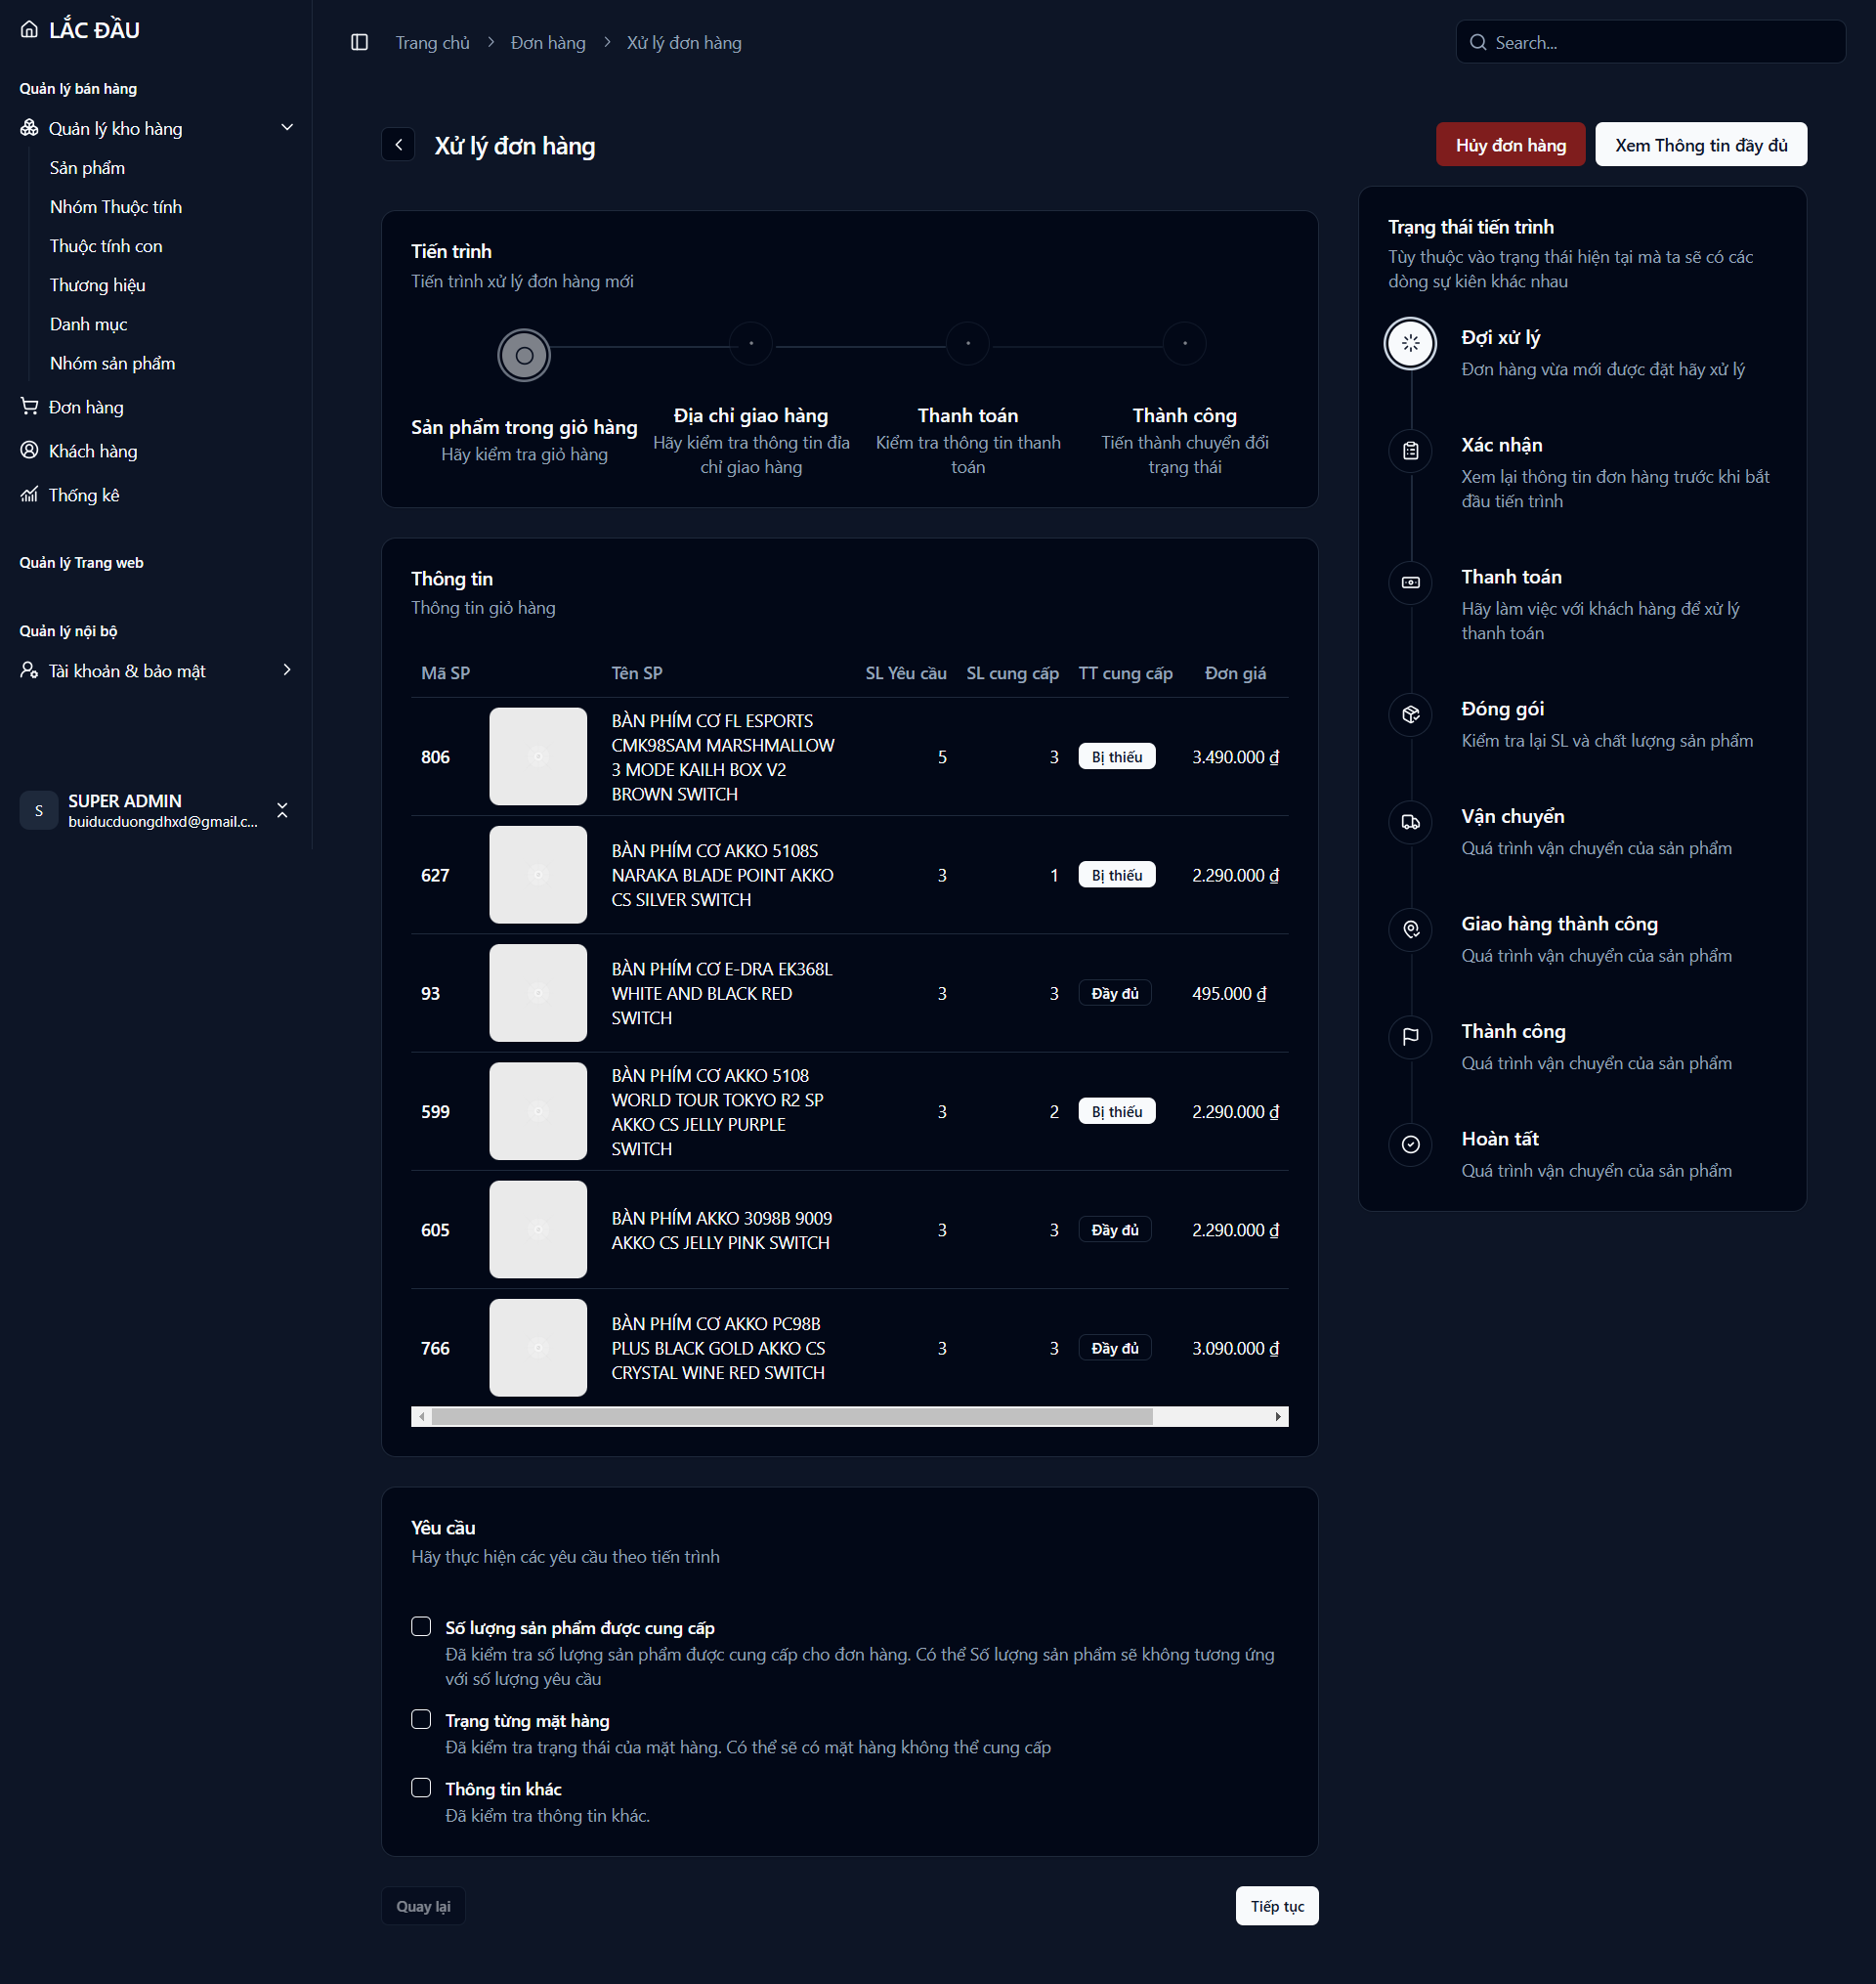 LẮC ĐẦU
Quản lý bán hàng
Quản lý kho hàng
Sản phẩm
Nhóm Thuộc tính
Thuộc tính con
Thương hiệu
Danh mục
Nhóm sản phẩm
Đơn hàng
Khách hàng
Thống kê
Quản lý Trang web
Quản lý nội bộ
Tài khoản & bảo mật
S
SUPER ADMIN
buiducduongdhxd@gmail.c...
Trang chủ > Đơn hàng > Xử lý đơn hàng
Search...
Xử lý đơn hàng
Hủy đơn hàng
Xem Thông tin đầy đủ
Tiến trình
Tiến trình xử lý đơn hàng mới
Sản phẩm trong giỏ hàng
Hãy kiểm tra giỏ hàng
Địa chỉ giao hàng
Hãy kiểm tra thông tin địa
chỉ giao hàng
Thanh toán
Kiểm tra thông tin thanh
toán
Thành công
Tiến thành chuyển đổi
trạng thái
Thông tin
Thông tin giỏ hàng
Mã SP Tên SP SL Yêu cầu SL cung cấp TT cung cấp Đơn giá
806
BÀN PHÍM CƠ FL ESPORTS
CMK98SAM MARSHMALLOW
3 MODE KAILH BOX V2
BROWN SWITCH
5 3 Bị thiếu 3.490.000 ₫
627
BÀN PHÍM CƠ AKKO 5108S
NARAKA BLADE POINT AKKO
CS SILVER SWITCH
3 1 Bị thiếu 2.290.000 ₫
93
BÀN PHÍM CƠ E-DRA EK368L
WHITE AND BLACK RED
SWITCH
3 3 Đầy đủ 495.000 ₫
599
BÀN PHÍM CƠ AKKO 5108
WORLD TOUR TOKYO R2 SP
AKKO CS JELLY PURPLE
SWITCH
3 2 Bị thiếu 2.290.000 ₫
605
BÀN PHÍM AKKO 3098B 9009
AKKO CS JELLY PINK SWITCH
3 3 Đầy đủ 2.290.000 ₫
766
BÀN PHÍM CƠ AKKO PC98B
PLUS BLACK GOLD AKKO CS
CRYSTAL WINE RED SWITCH
3 3 Đầy đủ 3.090.000 ₫
Yêu cầu
Hãy thực hiện các yêu cầu theo tiến trình
Số lượng sản phẩm được cung cấp
Đã kiểm tra số lượng sản phẩm được cung cấp cho đơn hàng. Có thể Số lượng sản phẩm sẽ không tương ứng
với số lượng yêu cầu
Trạng từng mặt hàng
Đã kiểm tra trạng thái của mặt hàng. Có thể sẽ có mặt hàng không thể cung cấp
Thông tin khác
Đã kiểm tra thông tin khác.
Quay lại
Tiếp tục
Trạng thái tiến trình
Tùy thuộc vào trạng thái hiện tại mà ta sẽ có các
dòng sự kiên khác nhau
Đợi xử lý
Đơn hàng vừa mới được đặt hãy xử lý
Xác nhận
Xem lại thông tin đơn hàng trước khi bắt
đầu tiến trình
Thanh toán
Hãy làm việc với khách hàng để xử lý
thanh toán
Đóng gói
Kiểm tra lại SL và chất lượng sản phẩm
Vận chuyển
Quá trình vận chuyển của sản phẩm
Giao hàng thành công
Quá trình vận chuyển của sản phẩm
Thành công
Quá trình vận chuyển của sản phẩm
Hoàn tất
Quá trình vận chuyển của sản phẩm